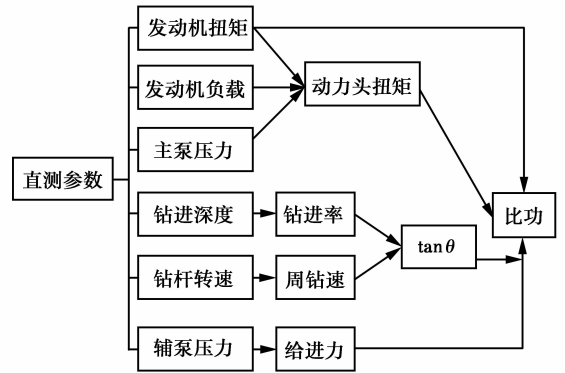 发动机扭矩
发动机负载
动力头扭矩
主泵压力
直测参数
钻进深度
钻进率
比功
tanθ
钻杆转速
周钻速
辅泵压力
给进力